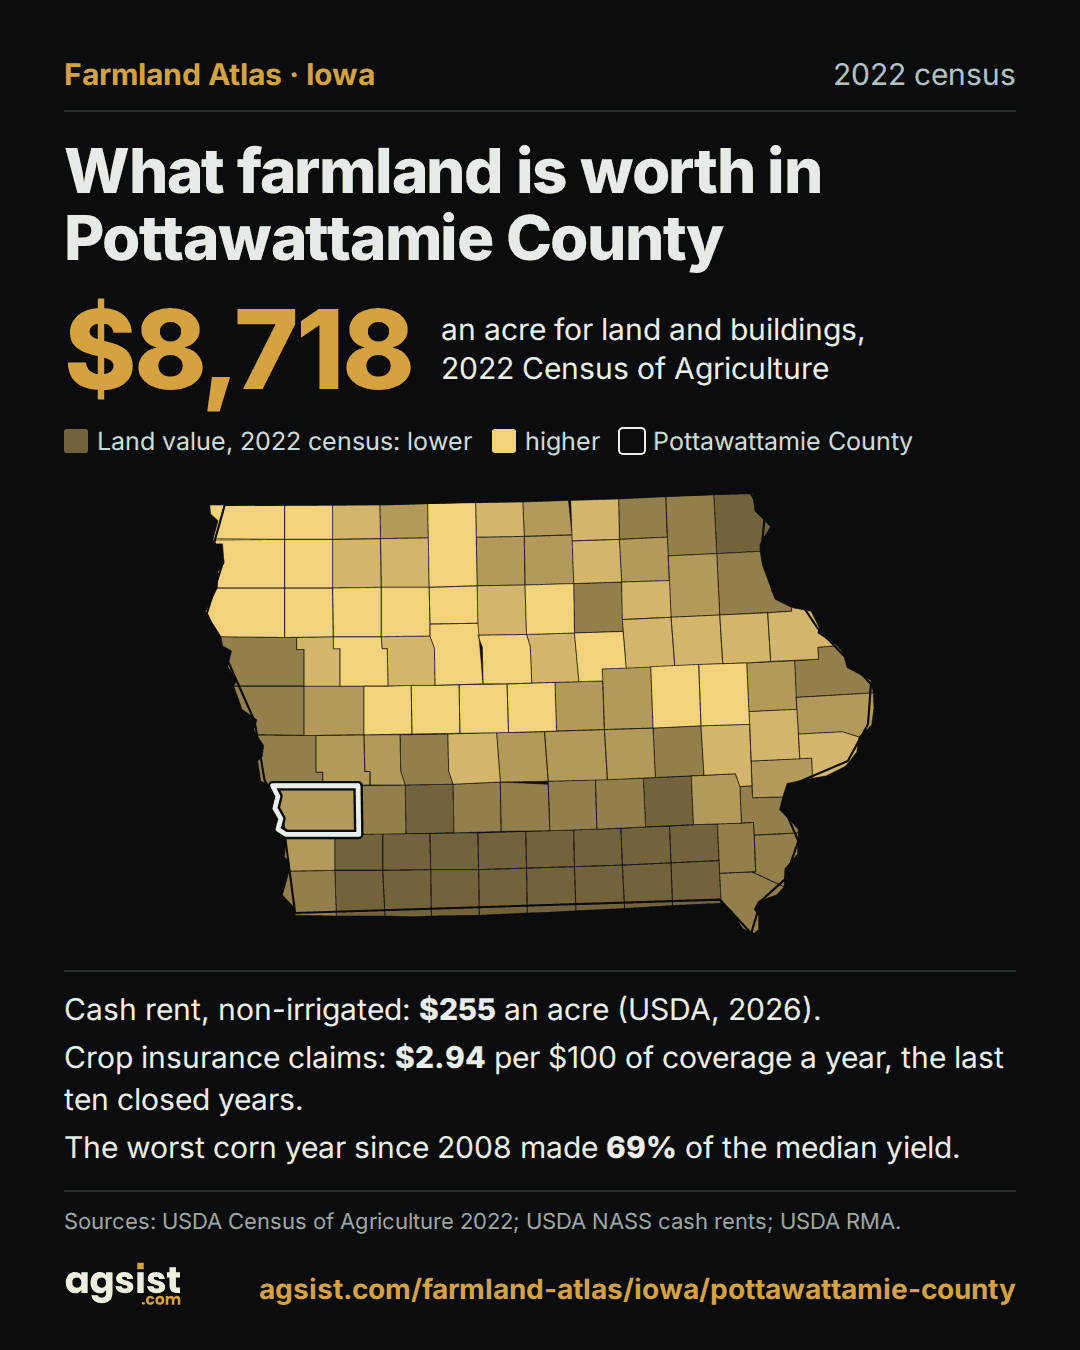 Farmland Atlas · Iowa
2022 census
What farmland is worth in
Pottawattamie County
$8,718
an acre for land and buildings,
2022 Census of Agriculture
Land value, 2022 census: lower
higher
Pottawattamie County
Cash rent, non-irrigated: $255 an acre (USDA, 2026).
Crop insurance claims: $2.94 per $100 of coverage a year, the last
ten closed years.
The worst corn year since 2008 made 69% of the median yield.
Sources: USDA Census of Agriculture 2022; USDA NASS cash rents; USDA RMA.
agsist
.com
agsist.com/farmland-atlas/iowa/pottawattamie-county